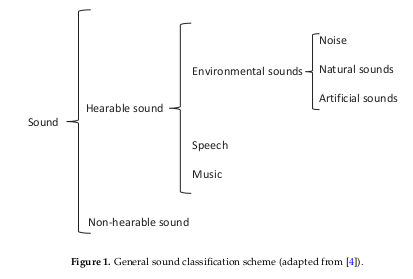 Noise
Environmental sounds
Natural sounds
Artificial sounds
Hearable sound
Sound
Speech
Music
Non-hearable sound
Figure 1. General sound classification scheme (adapted from [4]).